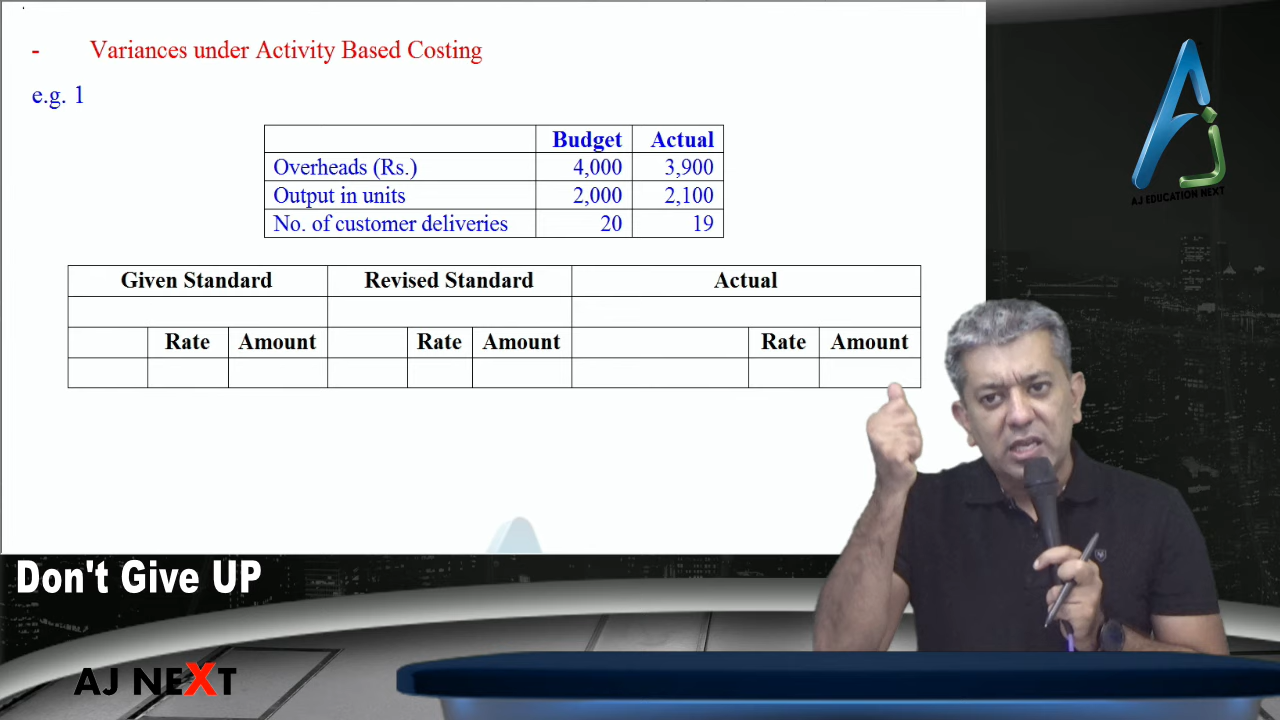 - Variances under Activity Based Costing
e.g. 1
Budget Actual
Overheads (Rs.) 4,000 3,900
Output in units 2,000 2,100
No. of customer deliveries 20 19
Given Standard Revised Standard Actual
Rate Amount Rate Amount Rate Amount
AJ EDUCATION NEXT
Don't Give UP
AJ NEXT